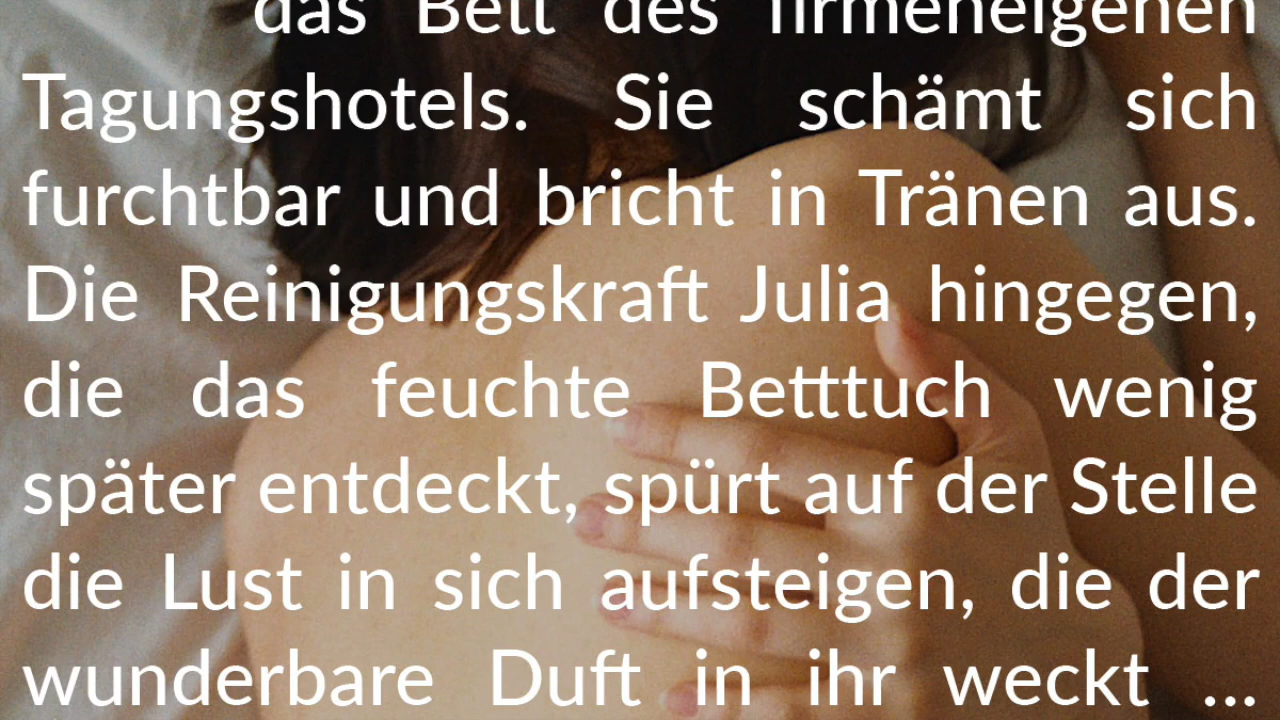 das Bett des firmeneigenen
Tagungshotels. Sie schämt sich
furchtbar und bricht in Tränen aus.
Die Reinigungskraft Julia hingegen,
die das feuchte Betttuch wenig
später entdeckt, spürt auf der Stelle
die Lust in sich aufsteigen, die der
wunderbare Duft in ihr weckt ...